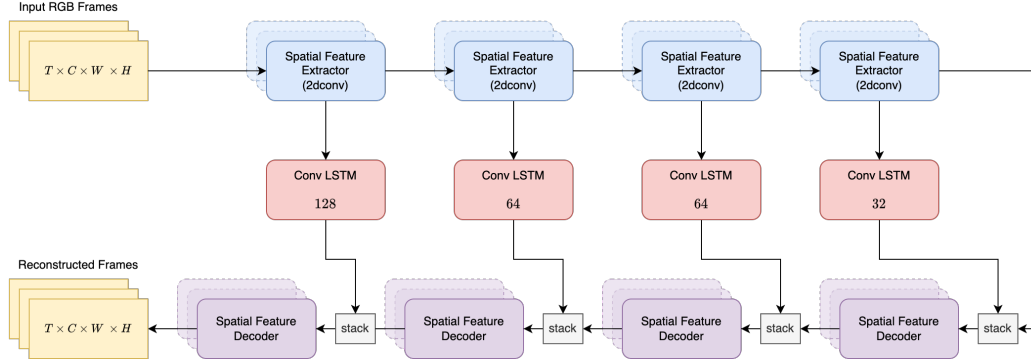 Input RGB Frames
T × C × W × H
Spatial Feature
Extractor
(2dconv)
Spatial Feature
Extractor
(2dconv)
Spatial Feature
Extractor
(2dconv)
Spatial Feature
Extractor
(2dconv)
Conv LSTM
128
Conv LSTM
64
Conv LSTM
64
Conv LSTM
32
Reconstructed Frames
T × C × W × H
Spatial Feature
Decoder
stack
Spatial Feature
Decoder
stack
Spatial Feature
Decoder
stack
Spatial Feature
Decoder
stack